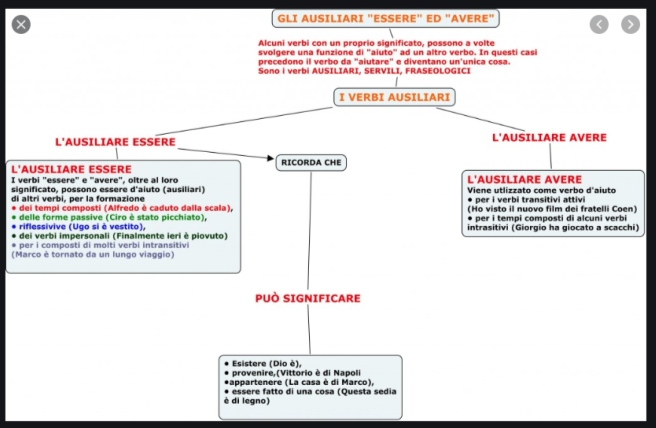 GLI AUSILIARI "ESSERE" ED "AVERE"
Alcuni verbi con un proprio significato, possono a volte
svolgere una funzione di "aiuto" ad un altro verbo. In questi casi
precedono il verbo da "aiutare" e diventano un'unica cosa.
Sono i verbi AUSILIARI, SERVILI, FRASEOLOGICI
I VERBI AUSILIARI
L'AUSILIARE ESSERE
L'AUSILIARE ESSERE
I verbi "essere" e "avere", oltre al loro
significato, possono essere d'aiuto (ausiliari)
di altri verbi, per la formazione
● dei tempi composti (Alfredo è caduto dalla scala),
● delle forme passive (Ciro è stato picchiato),
● riflessivive (Ugo si è vestito),
● dei verbi impersonali (Finalmente ieri è piovuto)
● per i composti di molti verbi intransitivi
(Marco è tornato da un lungo viaggio)
RICORDA CHE
PUÒ SIGNIFICARE
● Esistere (Dio è),
● provenire,(Vittorio è di Napoli
●appartenere (La casa è di Marco),
● essere fatto di una cosa (Questa sedia
è di legno)
L'AUSILIARE AVERE
L'AUSILIARE AVERE
Viene utlizzato come verbo d'aiuto
● per i verbi transitivi attivi
(Ho visto il nuovo film dei fratelli Coen)
● per i tempi composti di alcuni verbi
intrasitivi (Giorgio ha giocato a scacchi)